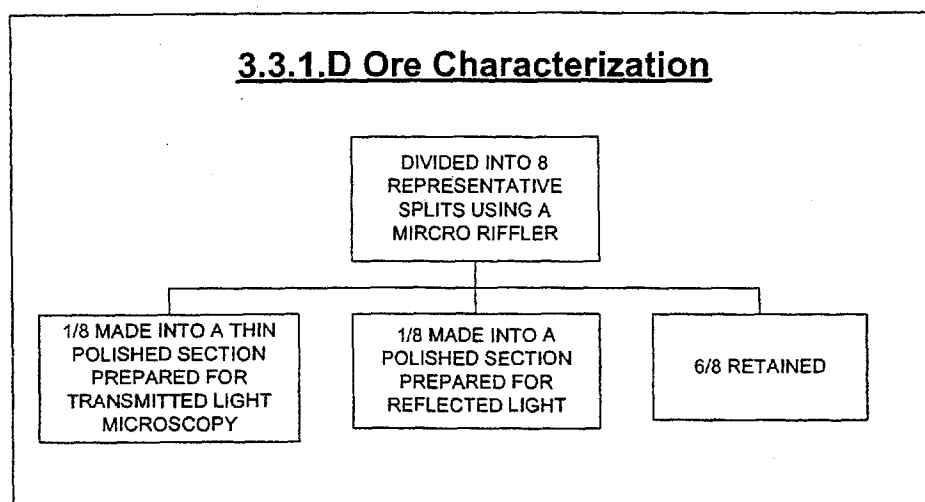 3.3.1.D Ore Characterization
DIVIDED INTO 8
REPRESENTATIVE
SPLITS USING A
MIRCRO RIFFLER
1/8 MADE INTO A THIN
POLISHED SECTION
PREPARED FOR
TRANSMITTED LIGHT
MICROSCOPY
1/8 MADE INTO A
POLISHED SECTION
PREPARED FOR
REFLECTED LIGHT
6/8 RETAINED